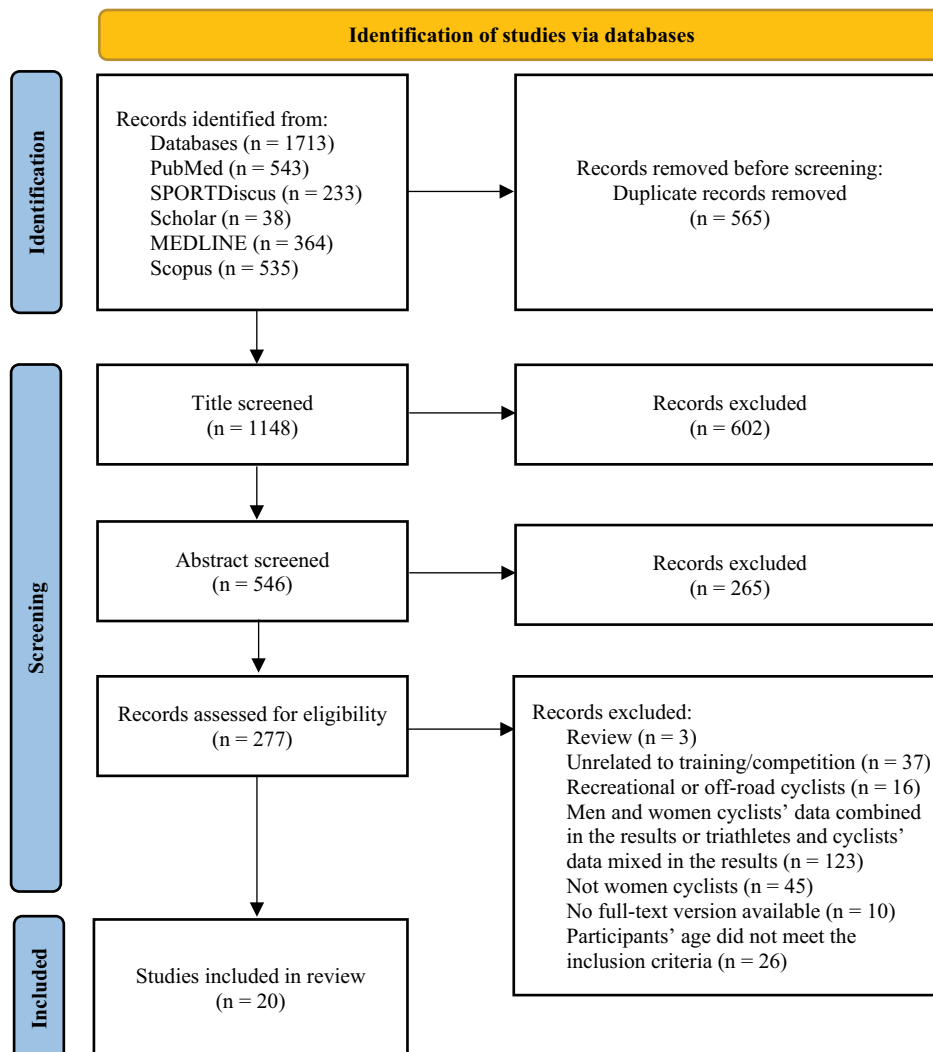 Identification of studies via databases
Identification
Records identified from:
Databases (n = 1713)
PubMed (n = 543)
SPORTDiscus (n = 233)
Scholar (n = 38)
MEDLINE (n = 364)
Scopus (n = 535)
Records removed before screening:
Duplicate records removed
(n = 565)
Screening
Title screened
(n = 1148)
Records excluded
(n = 602)
Abstract screened
(n = 546)
Records excluded
(n = 265)
Records assessed for eligibility
(n = 277)
Records excluded:
Review (n = 3)
Unrelated to training/competition (n = 37)
Recreational or off-road cyclists (n = 16)
Men and women cyclists’ data combined
in the results or triathletes and cyclists’
data mixed in the results (n = 123)
Not women cyclists (n = 45)
No full-text version available (n = 10)
Participants’ age did not meet the
inclusion criteria (n = 26)
Included
Studies included in review
(n = 20)